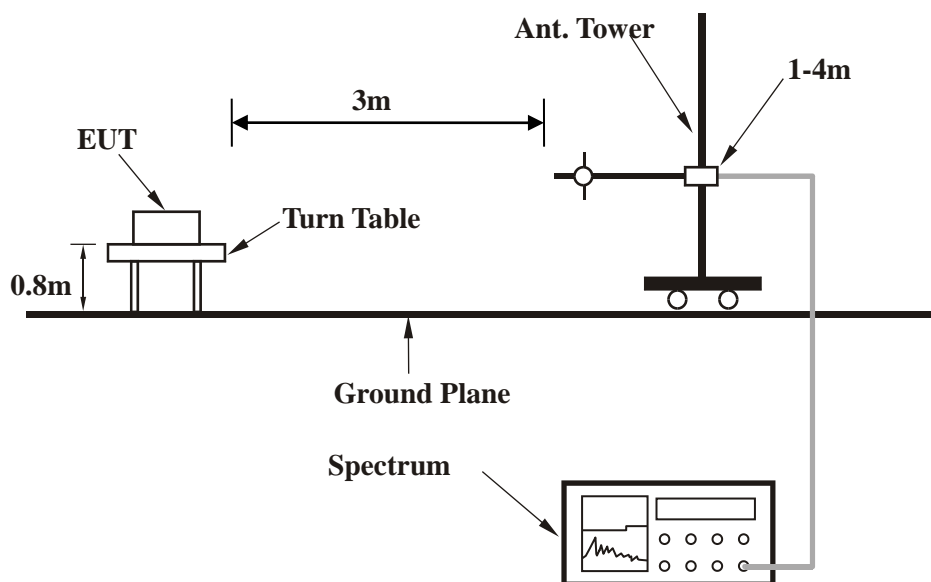 Ant. Tower
1-4m
3m
EUT
Turn Table
0.8m
Ground Plane
Spectrum